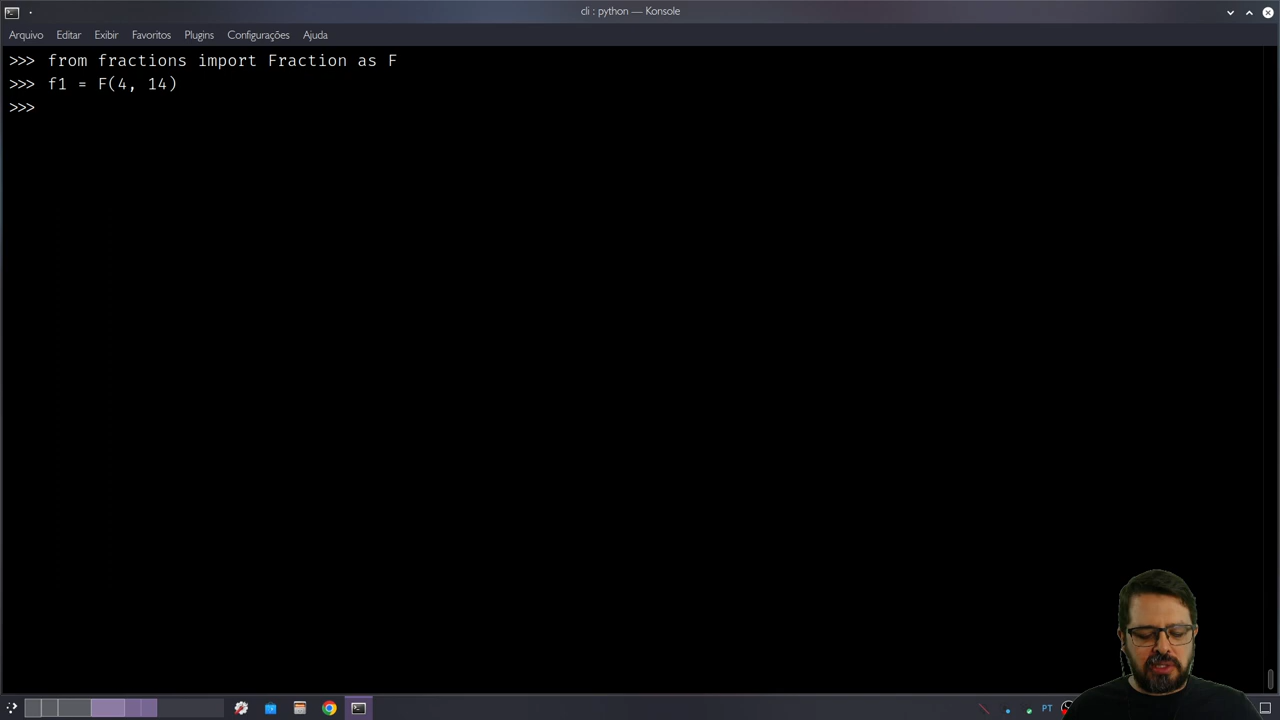 cli : python — Konsole
Arquivo Editar Exibir Favoritos Plugins Configurações Ajuda
>>> from fractions import Fraction as F
>>> f1 = F(4, 14)
>>>
PT